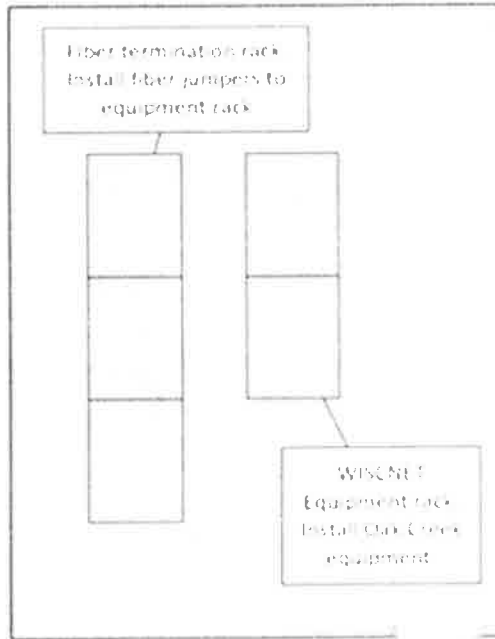 Fiber termination rack
Install fiber jumpers to
equipment rack
WISCNET
Equipment rack
Install Oak Creek
equipment